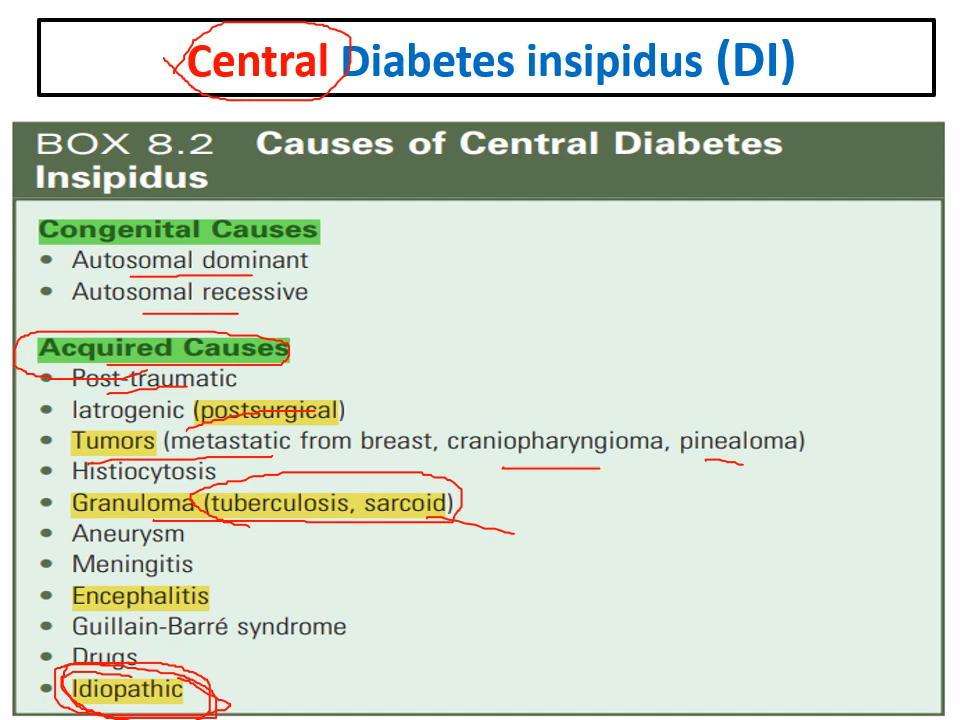 Central Diabetes insipidus (DI)
BOX 8.2 Causes of Central Diabetes
Insipidus
Congenital Causes
• Autosomal dominant
• Autosomal recessive
Acquired Causes
• Post-traumatic
• Iatrogenic (postsurgical)
• Tumors (metastatic from breast, craniopharyngioma, pinealoma)
• Histiocytosis
• Granuloma (tuberculosis, sarcoid)
• Aneurysm
• Meningitis
• Encephalitis
• Guillain-Barré syndrome
• Drugs
• Idiopathic